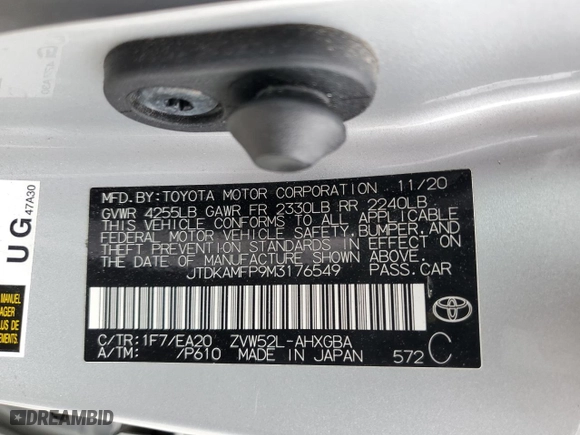 MFD. BY: TOYOTA MOTOR CORPORATION 11/20
GVWR 4255LB GAWR FR 2330LB RR 2240LB
THIS VEHICLE CONFORMS TO ALL APPLICABLE
FEDERAL MOTOR VEHICLE SAFETY, BUMPER, AND
THEFT PREVENTION STANDARDS IN EFFECT ON
THE DATE OF MANUFACTURE SHOWN ABOVE.
JTDKAMFP9M3176549 PASS. CAR
C/TR: 1F7/EA20 ZVW52L-AHXGBA
A/TM: /P610 MADE IN JAPAN 572 C
UG
47A30
DREAMBID